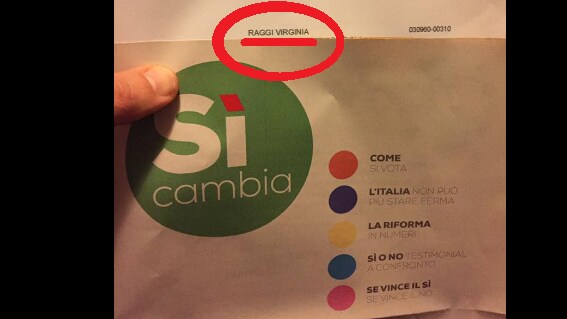 RAGGI VIRGINIA
030960-00310
Sì
cambia
COME
SI VOTA
L'ITALIA NON PUÒ
PIÙ STARE FERMA
LA RIFORMA
IN NUMERI
SÌ O NO TESTIMONIAL
A CONFRONTO
SE VINCE IL SÌ
SE VINCE IL NO